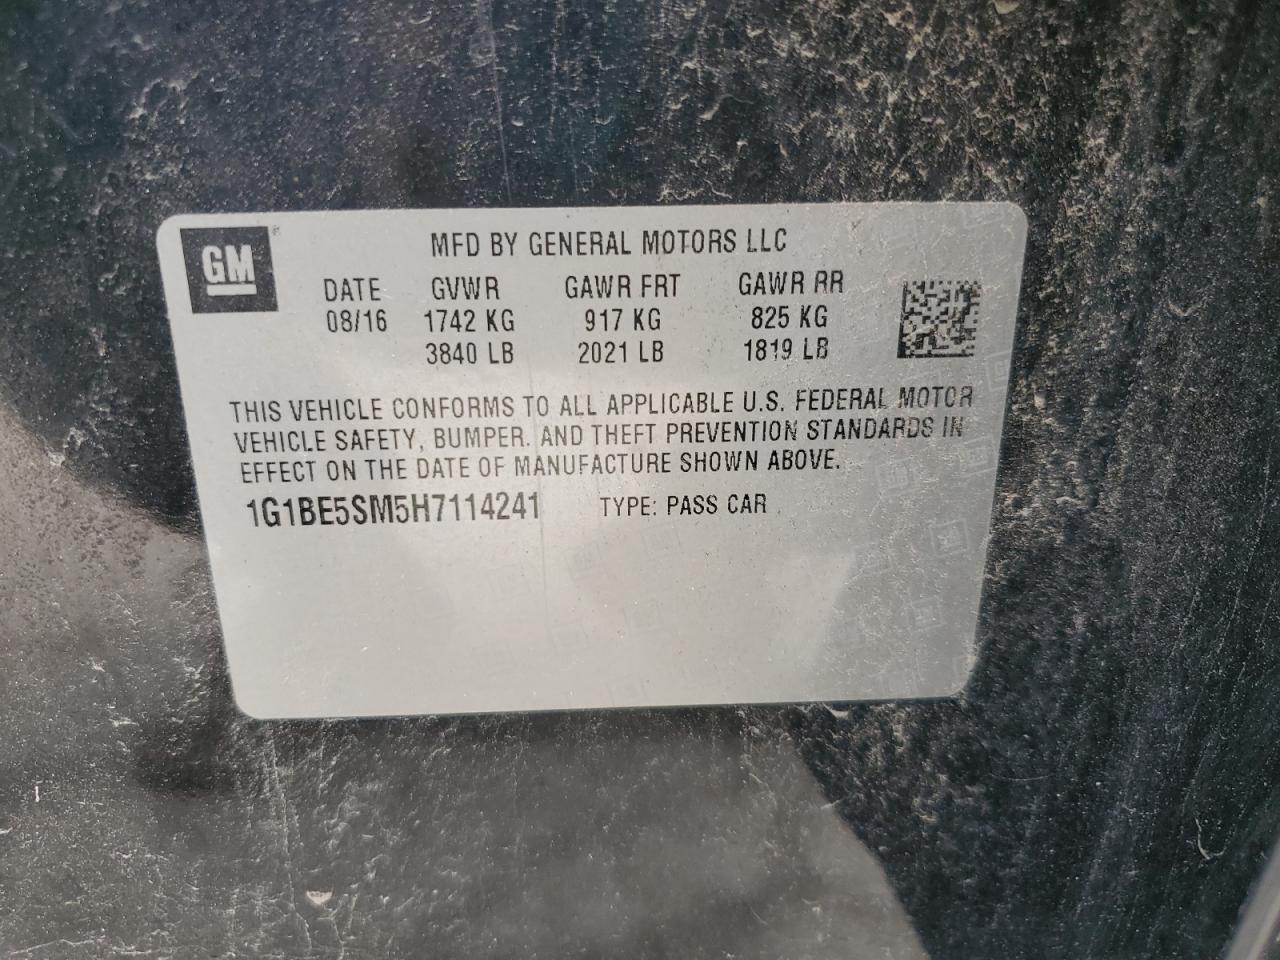 GM
MFD BY GENERAL MOTORS LLC
DATE GVWR GAWR FRT GAWR RR
08/16 1742 KG 917 KG 825 KG
3840 LB 2021 LB 1819 LB
THIS VEHICLE CONFORMS TO ALL APPLICABLE U.S. FEDERAL MOTOR
VEHICLE SAFETY, BUMPER. AND THEFT PREVENTION STANDARDS IN
EFFECT ON THE DATE OF MANUFACTURE SHOWN ABOVE.
1G1BE5SM5H7114241 TYPE: PASS CAR